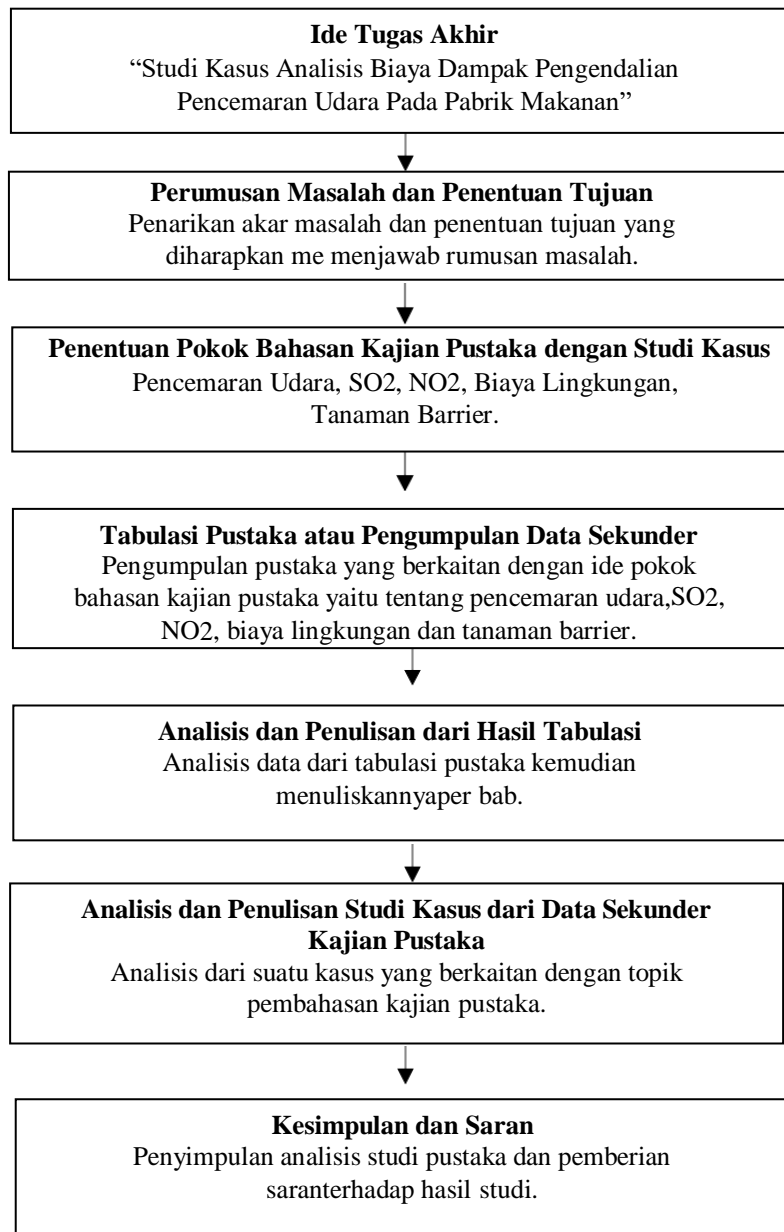 Ide Tugas Akhir
“Studi Kasus Analisis Biaya Dampak Pengendalian
Pencemaran Udara Pada Pabrik Makanan”
Perumusan Masalah dan Penentuan Tujuan
Penarikan akar masalah dan penentuan tujuan yang
diharapkan me menjawab rumusan masalah.
Penentuan Pokok Bahasan Kajian Pustaka dengan Studi Kasus
Pencemaran Udara, SO2, NO2, Biaya Lingkungan,
Tanaman Barrier.
Tabulasi Pustaka atau Pengumpulan Data Sekunder
Pengumpulan pustaka yang berkaitan dengan ide pokok
bahasan kajian pustaka yaitu tentang pencemaran udara,SO2,
NO2, biaya lingkungan dan tanaman barrier.
Analisis dan Penulisan dari Hasil Tabulasi
Analisis data dari tabulasi pustaka kemudian
menuliskannyaper bab.
Analisis dan Penulisan Studi Kasus dari Data Sekunder
Kajian Pustaka
Analisis dari suatu kasus yang berkaitan dengan topik
pembahasan kajian pustaka.
Kesimpulan dan Saran
Penyimpulan analisis studi pustaka dan pemberian
saranterhadap hasil studi.